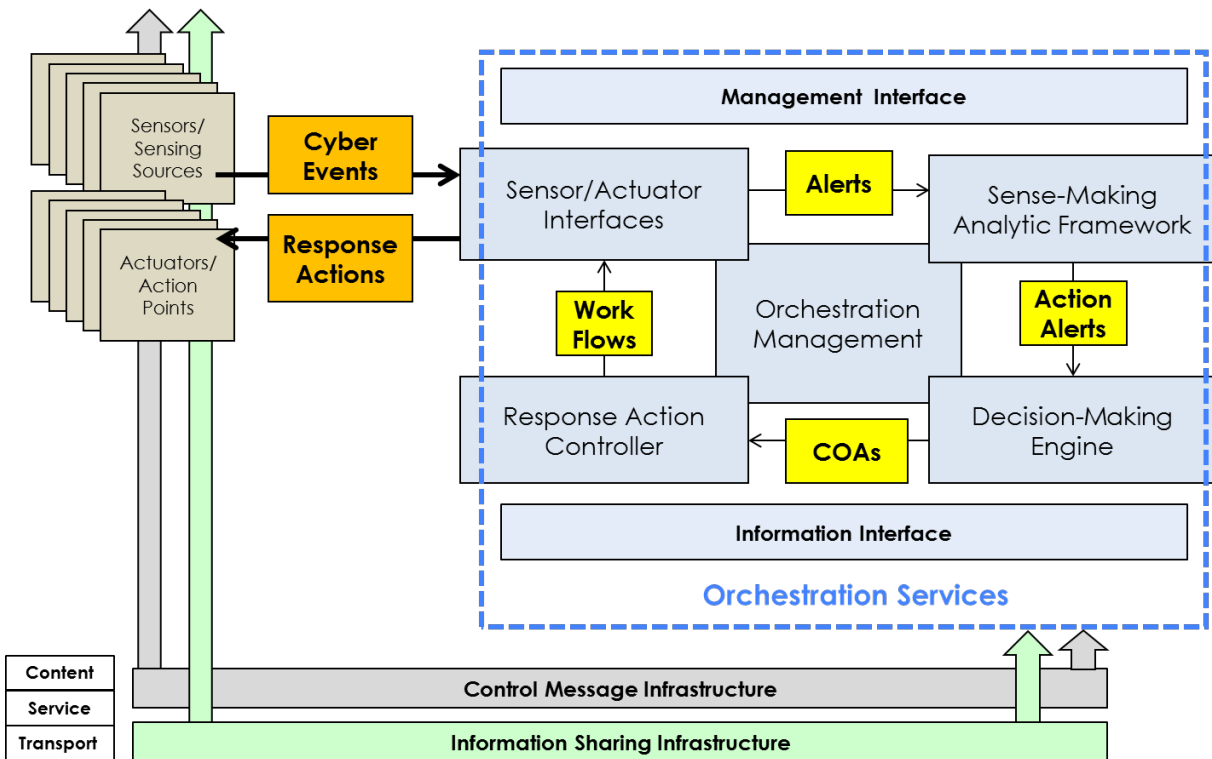 Management Interface
Sensors/
Sensing
Sources
Cyber
Events
Sensor/Actuator
Interfaces
Alerts
Sense-Making
Analytic Framework
Actuators/
Action
Points
Response
Actions
Work
Flows
Orchestration
Management
Action
Alerts
Response Action
Controller
COAs
Decision-Making
Engine
Information Interface
Orchestration Services
Content
Service
Transport
Control Message Infrastructure
Information Sharing Infrastructure